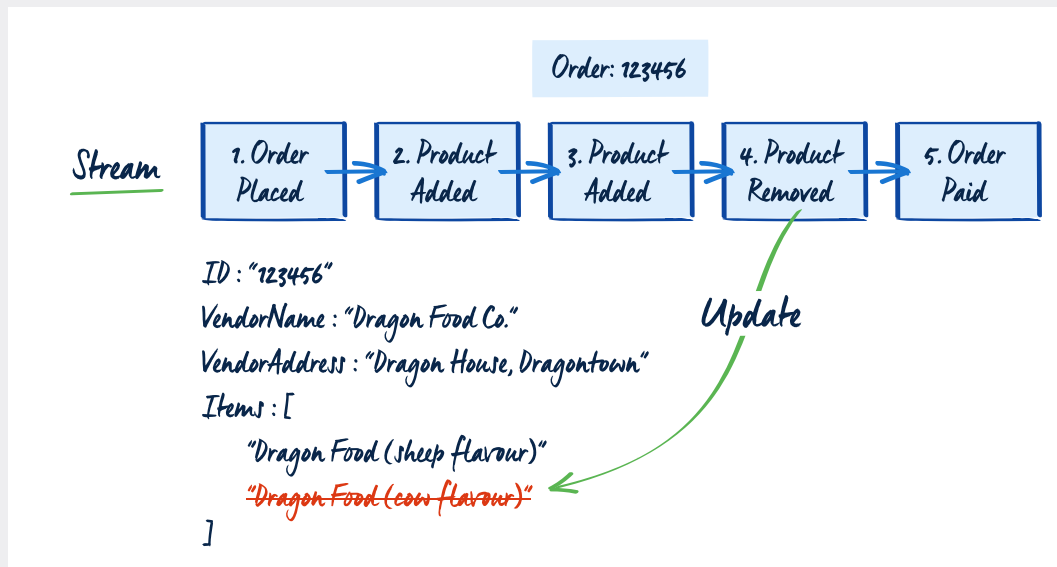 Order: 123456
Stream
1. Order
Placed
2. Product
Added
3. Product
Added
4. Product
Removed
5. Order
Paid
ID : "123456"
VendorName : "Dragon Food Co."
VendorAddress : "Dragon House, Dragontown"
Items : [
"Dragon Food (sheep flavour)"
"Dragon Food (cow flavour)"
]
Update